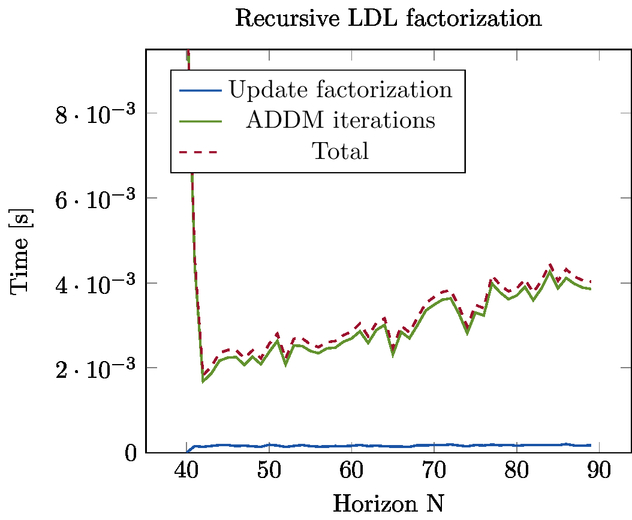 Recursive LDL factorization
Update factorization
ADDM iterations
Total
8 · 10⁻³
6 · 10⁻³
4 · 10⁻³
2 · 10⁻³
0
Time [s]
40 50 60 70 80 90
Horizon N